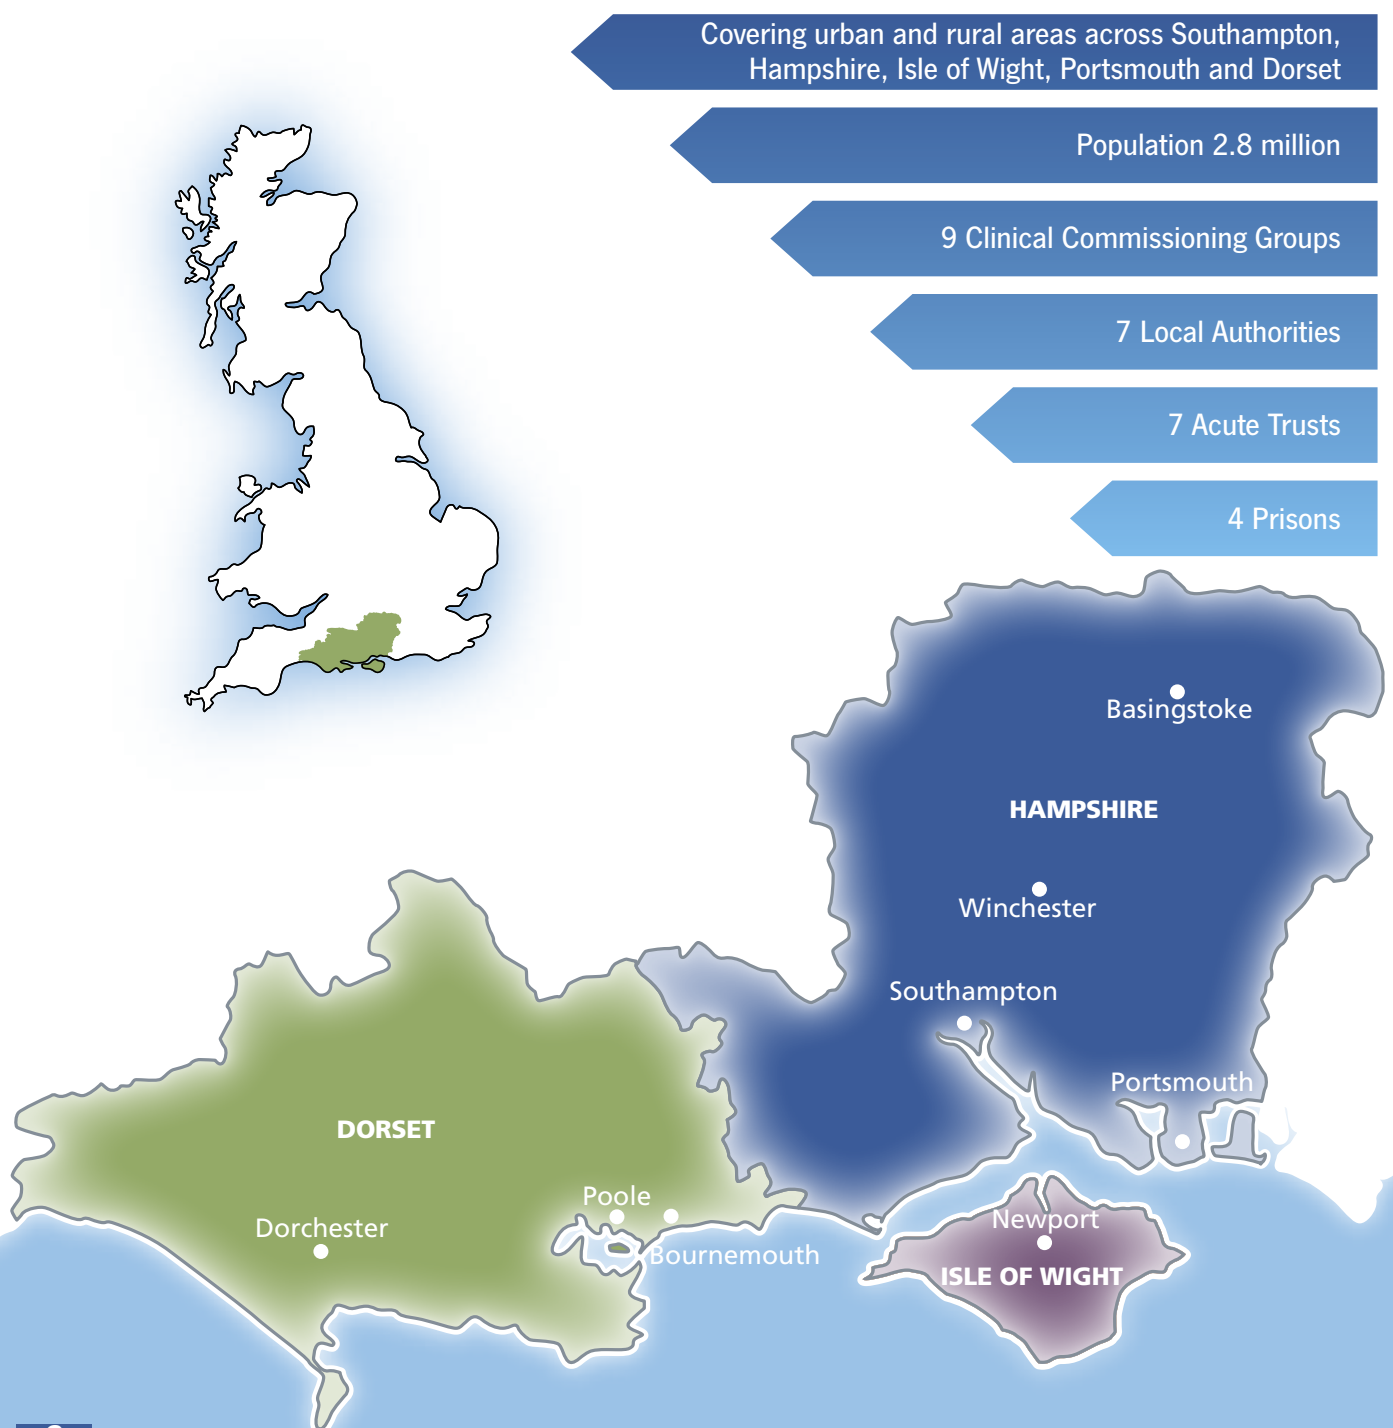 Covering urban and rural areas across Southampton,
Hampshire, Isle of Wight, Portsmouth and Dorset
Population 2.8 million
9 Clinical Commissioning Groups
7 Local Authorities
7 Acute Trusts
4 Prisons
Basingstoke
HAMPSHIRE
Winchester
Southampton
Portsmouth
DORSET
Poole
Dorchester
Bournemouth
Newport
ISLE OF WIGHT